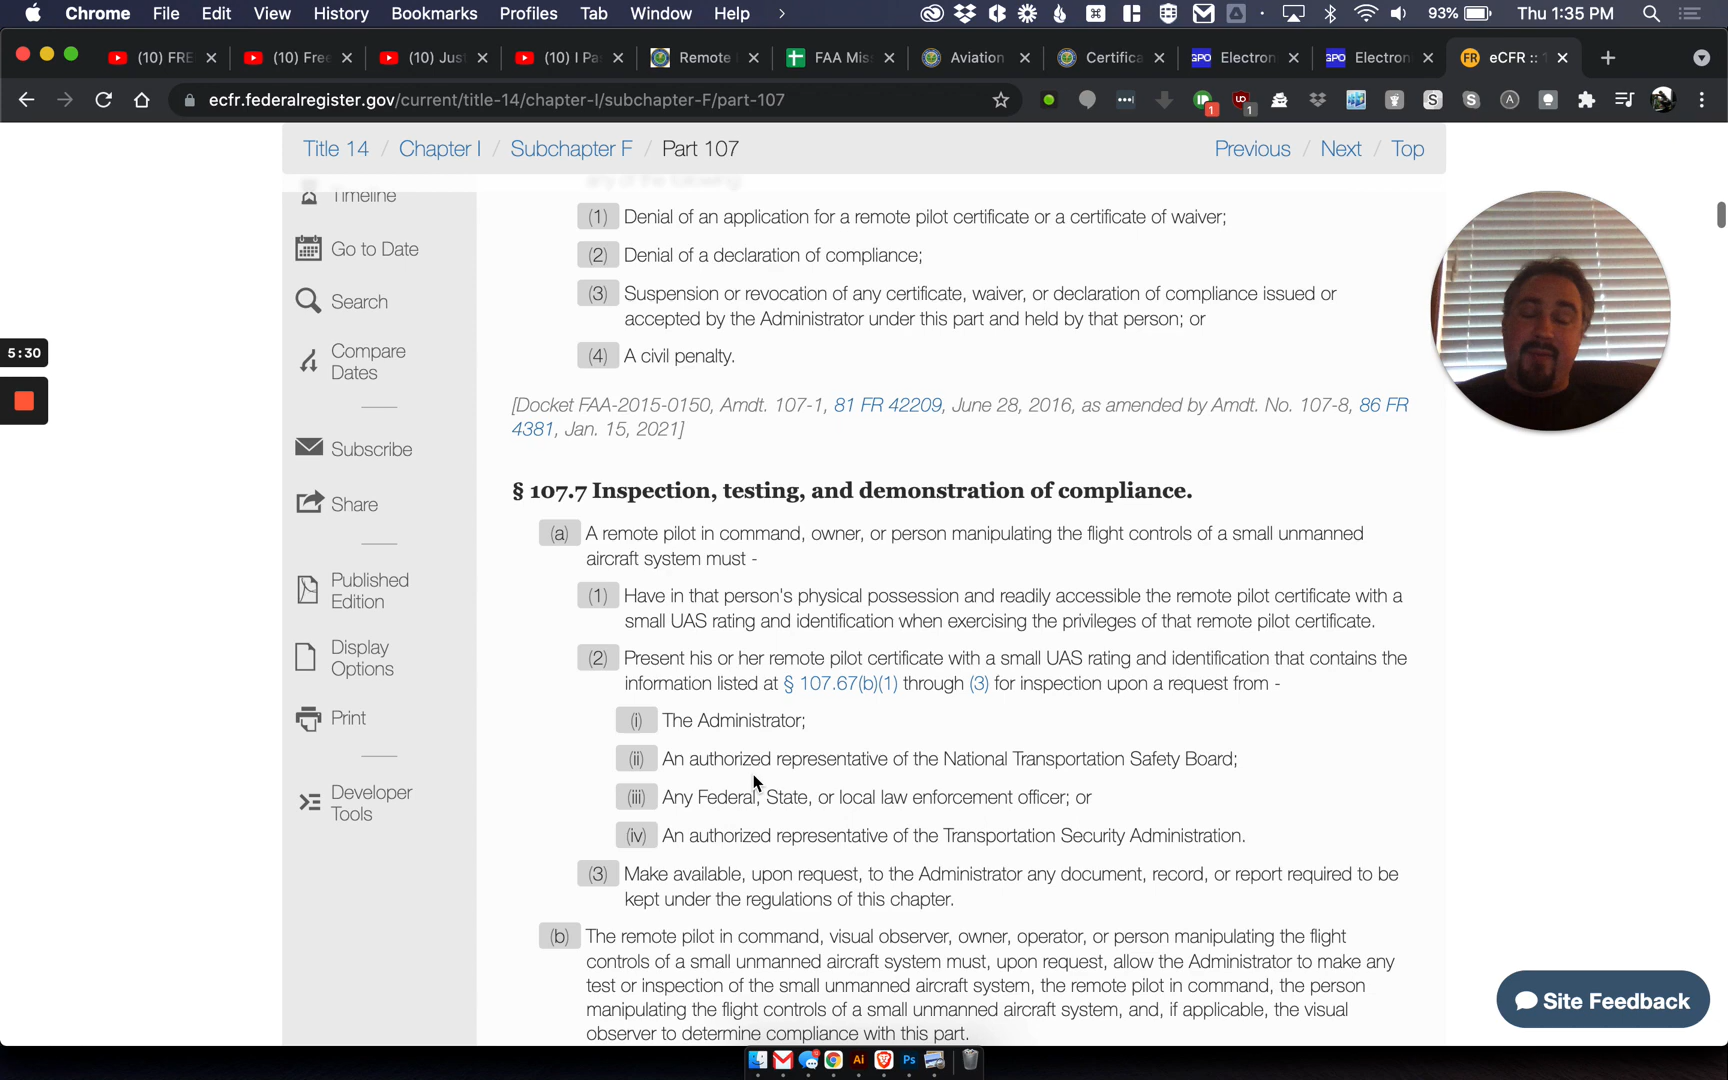 Chrome File Edit View History Bookmarks Profiles Tab Window Help 93% Thu 1:35 PM
(10) FRE (10) Free (10) Jus (10) I Pa Remote FAA Mis Aviation Certifica GPO Electron GPO Electron FR eCFR ::
ecfr.federalregister.gov/current/title-14/chapter-I/subchapter-F/part-107
Title 14 / Chapter I / Subchapter F / Part 107 Previous / Next / Top
any of the following
Timeline
Go to Date
Search
Compare
Dates
Subscribe
Share
Published
Edition
Display
Options
Print
Developer
Tools
5:30
(1) Denial of an application for a remote pilot certificate or a certificate of waiver;
(2) Denial of a declaration of compliance;
(3) Suspension or revocation of any certificate, waiver, or declaration of compliance issued or
accepted by the Administrator under this part and held by that person; or
(4) A civil penalty.
[Docket FAA-2015-0150, Amdt. 107-1, 81 FR 42209, June 28, 2016, as amended by Amdt. No. 107-8, 86 FR
4381, Jan. 15, 2021]
§ 107.7 Inspection, testing, and demonstration of compliance.
(a) A remote pilot in command, owner, or person manipulating the flight controls of a small unmanned
aircraft system must -
(1) Have in that person's physical possession and readily accessible the remote pilot certificate with a
small UAS rating and identification when exercising the privileges of that remote pilot certificate.
(2) Present his or her remote pilot certificate with a small UAS rating and identification that contains the
information listed at § 107.67(b)(1) through (3) for inspection upon a request from -
(i) The Administrator;
(ii) An authorized representative of the National Transportation Safety Board;
(iii) Any Federal, State, or local law enforcement officer; or
(iv) An authorized representative of the Transportation Security Administration.
(3) Make available, upon request, to the Administrator any document, record, or report required to be
kept under the regulations of this chapter.
(b) The remote pilot in command, visual observer, owner, operator, or person manipulating the flight
controls of a small unmanned aircraft system must, upon request, allow the Administrator to make any
test or inspection of the small unmanned aircraft system, the remote pilot in command, the person
manipulating the flight controls of a small unmanned aircraft system, and, if applicable, the visual
observer to determine compliance with this part.
Site Feedback
Ai Ps